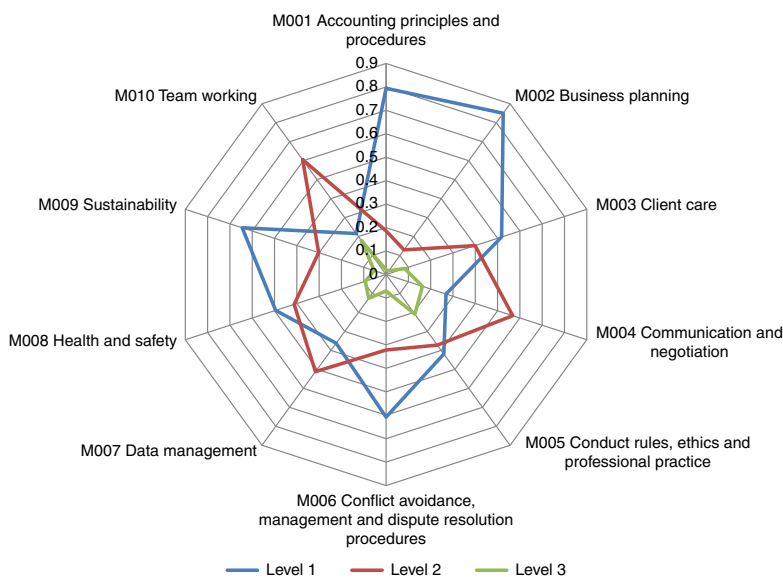 M001 Accounting principles and
procedures
M010 Team working
M002 Business planning
0.9
0.8
0.7
0.6
0.5
0.4
0.3
0.2
0.1
0
M009 Sustainability
M003 Client care
M008 Health and safety
M004 Communication and
negotiation
M007 Data management
M005 Conduct rules, ethics and
professional practice
M006 Conflict avoidance,
management and dispute resolution
procedures
Level 1 Level 2 Level 3